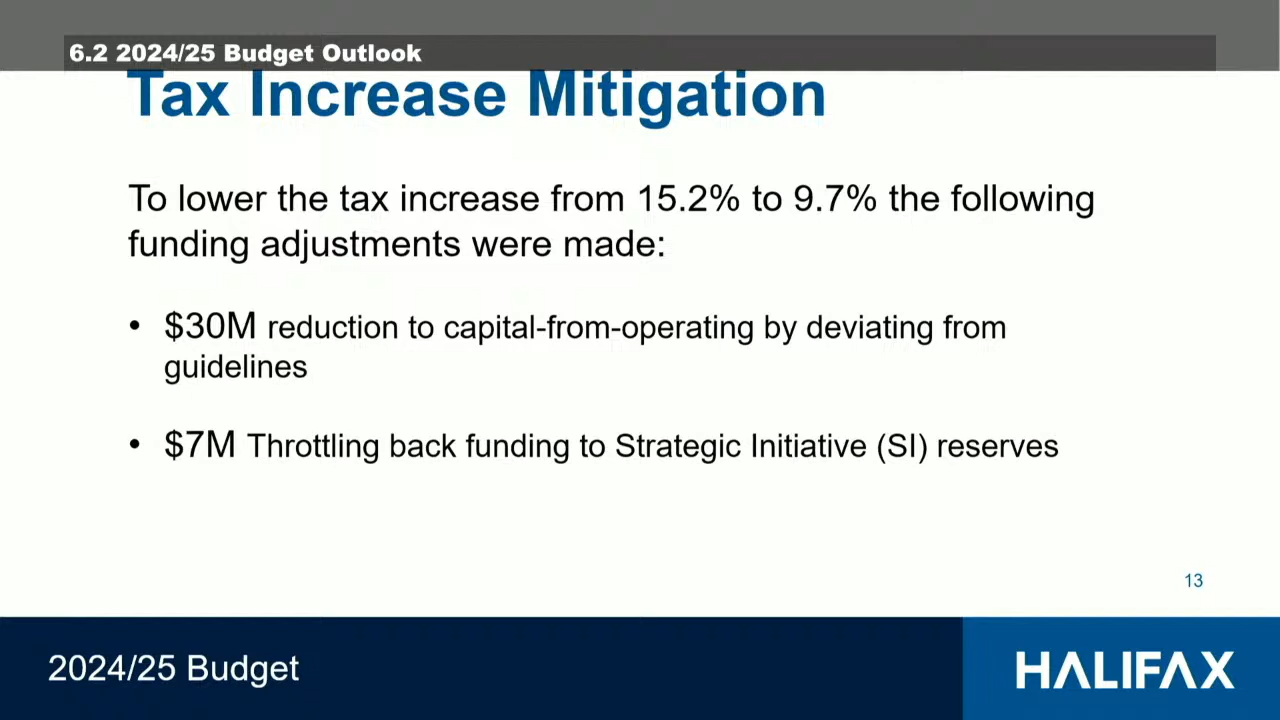 6.2 2024/25 Budget Outlook
Tax Increase Mitigation
To lower the tax increase from 15.2% to 9.7% the following
funding adjustments were made:
• $30M reduction to capital-from-operating by deviating from
guidelines
• $7M Throttling back funding to Strategic Initiative (SI) reserves
13
2024/25 Budget
HALIFAX